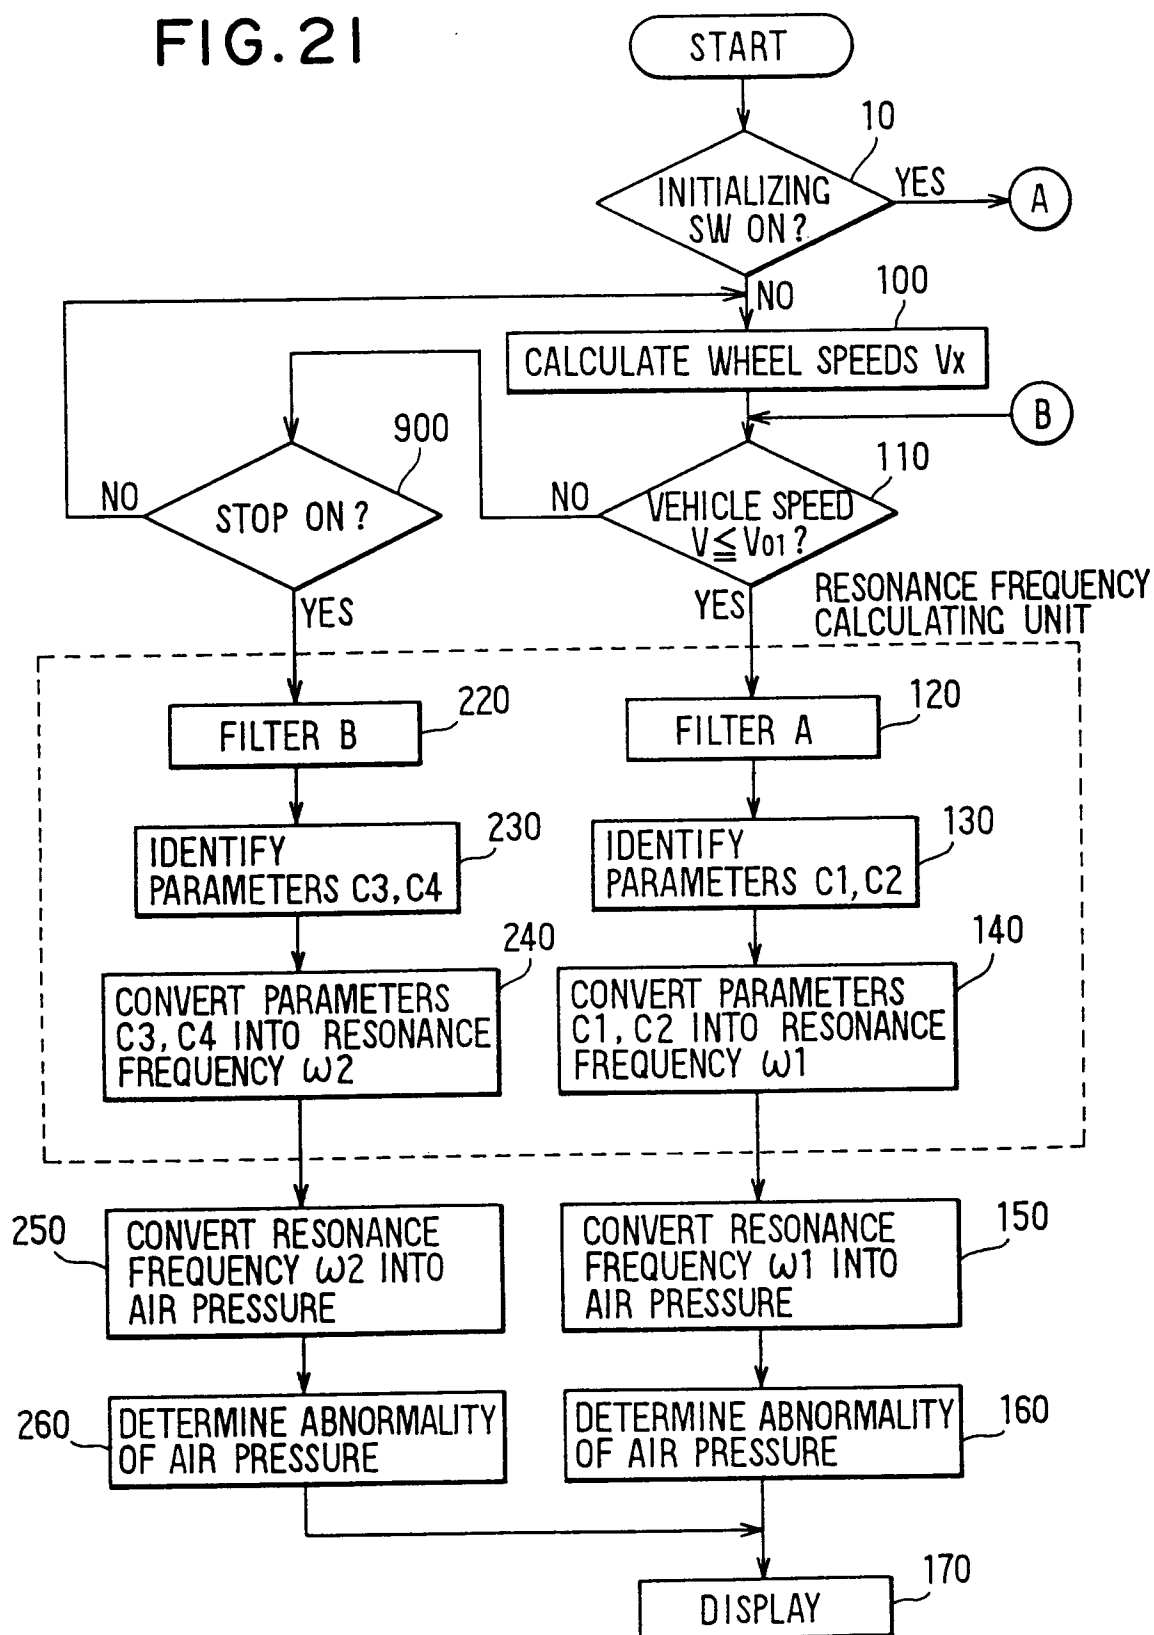 FIG.21
START
10
INITIALIZING
SW ON?
YES
A
NO
100
CALCULATE WHEEL SPEEDS Vx
B
900
STOP ON?
NO
YES
110
VEHICLE SPEED
V≦V01?
NO
YES
RESONANCE FREQUENCY
CALCULATING UNIT
220
FILTER B
120
FILTER A
230
IDENTIFY
PARAMETERS C3, C4
130
IDENTIFY
PARAMETERS C1, C2
240
CONVERT PARAMETERS
C3, C4 INTO RESONANCE
FREQUENCY ω2
140
CONVERT PARAMETERS
C1, C2 INTO RESONANCE
FREQUENCY ω1
250
CONVERT RESONANCE
FREQUENCY ω2 INTO
AIR PRESSURE
150
CONVERT RESONANCE
FREQUENCY ω1 INTO
AIR PRESSURE
260
DETERMINE ABNORMALITY
OF AIR PRESSURE
160
DETERMINE ABNORMALITY
OF AIR PRESSURE
170
DISPLAY